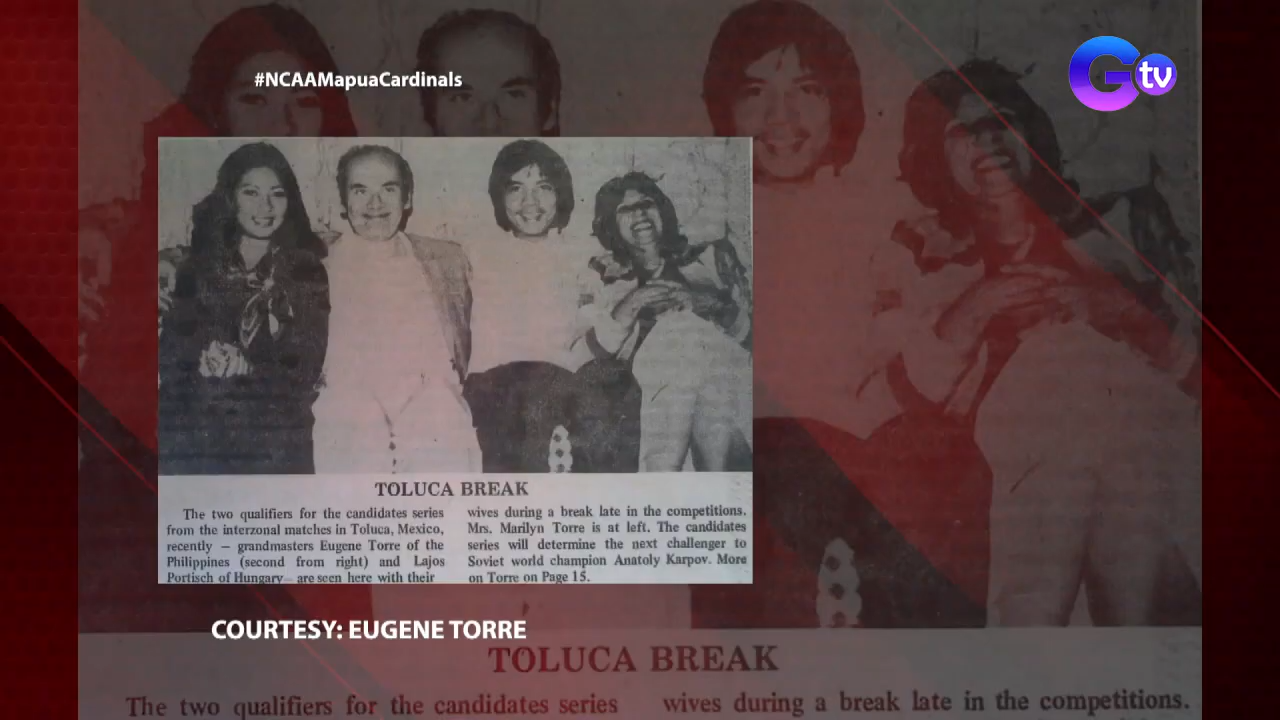 #NCAAMapuaCardinals
Gtv
TOLUCA BREAK
The two qualifiers for the candidates series
from the interzonal matches in Toluca, Mexico,
recently — grandmasters Eugene Torre of the
Philippines (second from right) and Lajos
Portisch of Hungary— are seen here with their
wives during a break late in the competitions.
Mrs. Marilyn Torre is at left. The candidates
series will determine the next challenger to
Soviet world champion Anatoly Karpov. More
on Torre on Page 15.
COURTESY: EUGENE TORRE
TOLUCA BREAK
The two qualifiers for the candidates series
wives during a break late in the competitions.